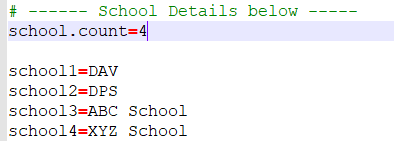 # ------ School Details below -----
school.count=4
school1=DAV
school2=DPS
school3=ABC School
school4=XYZ School